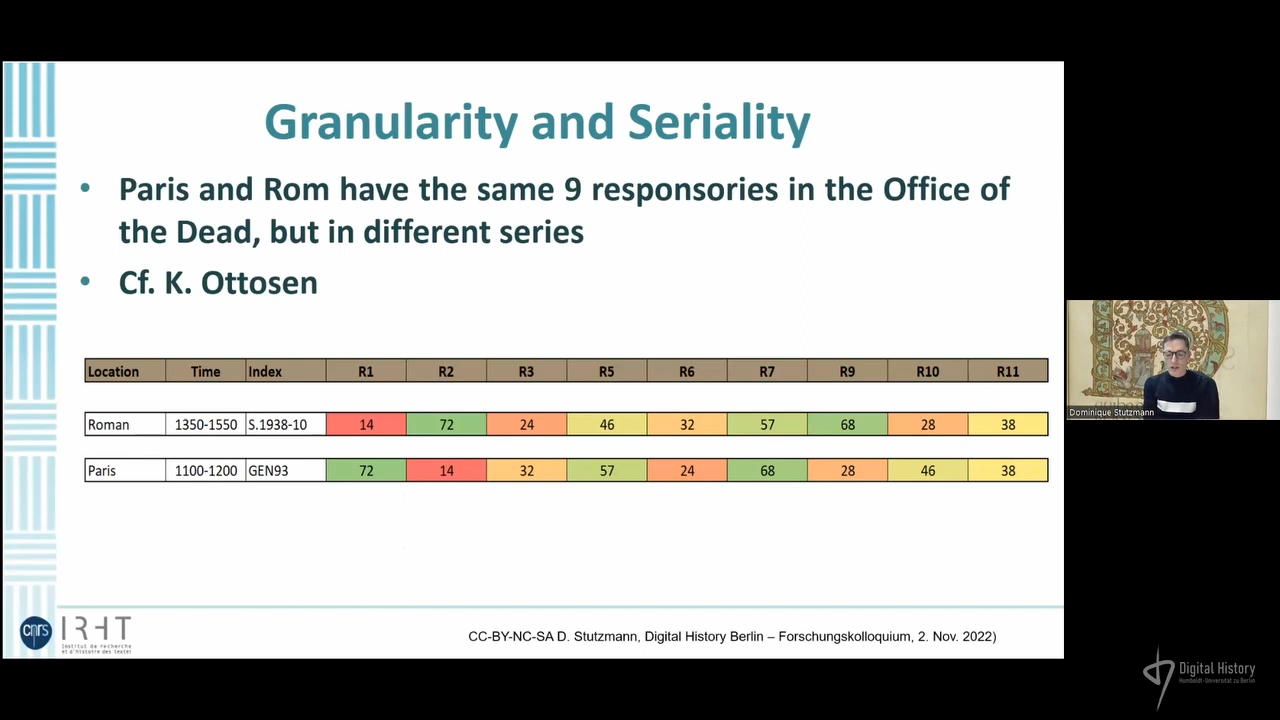 Granularity and Seriality
• Paris and Rom have the same 9 responsories in the Office of
the Dead, but in different series
• Cf. K. Ottosen
Location Time Index R1 R2 R3 R5 R6 R7 R9 R10 R11
Roman 1350-1550 S.1938-10 14 72 24 46 32 57 68 28 38
Paris 1100-1200 GEN93 72 14 32 57 24 68 28 46 38
Dominique Stutzmann
cnrs IRHT
Institut de recherche
et d'histoire des textes
CC-BY-NC-SA D. Stutzmann, Digital History Berlin – Forschungskolloquium, 2. Nov. 2022)
Digital History
Humboldt-Universität zu Berlin